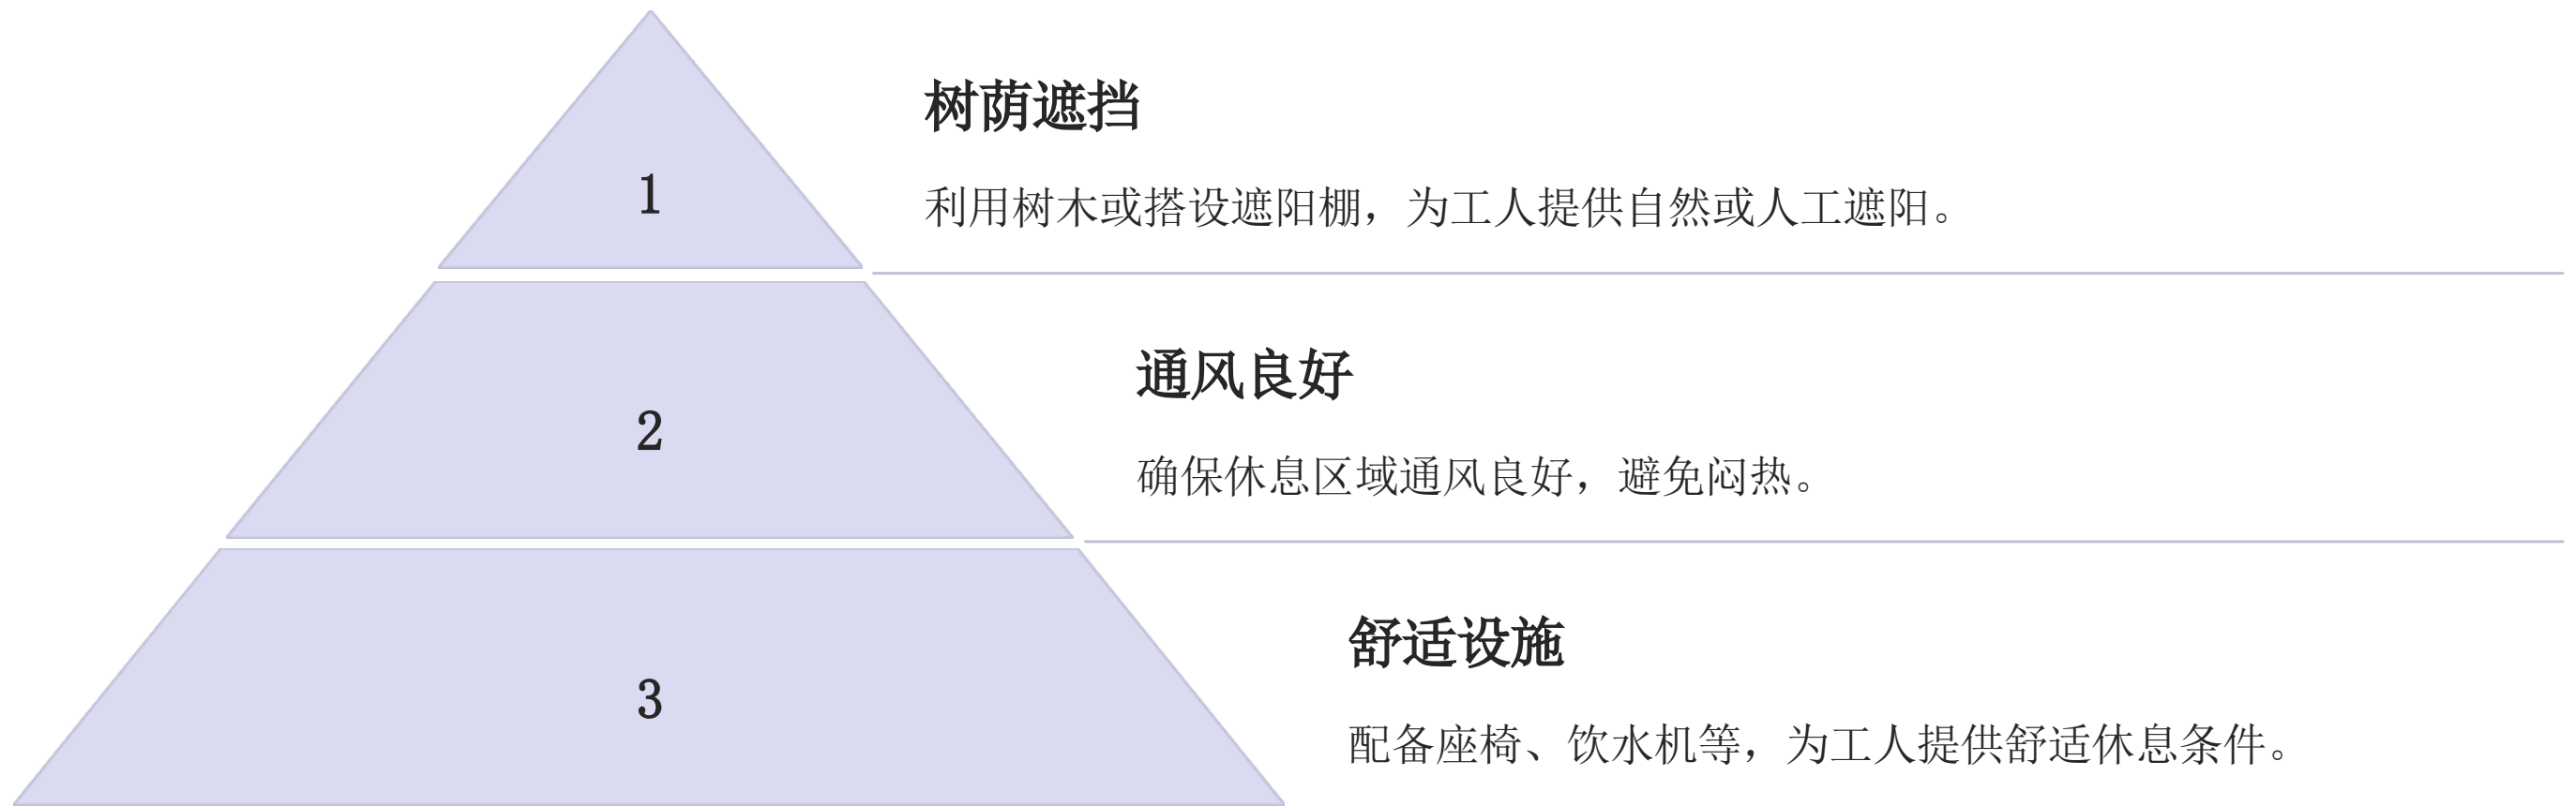 1
树荫遮挡
利用树木或搭设遮阳棚，为工人提供自然或人工遮阳。
2
通风良好
确保休息区域通风良好，避免闷热。
3
舒适设施
配备座椅、饮水机等，为工人提供舒适休息条件。